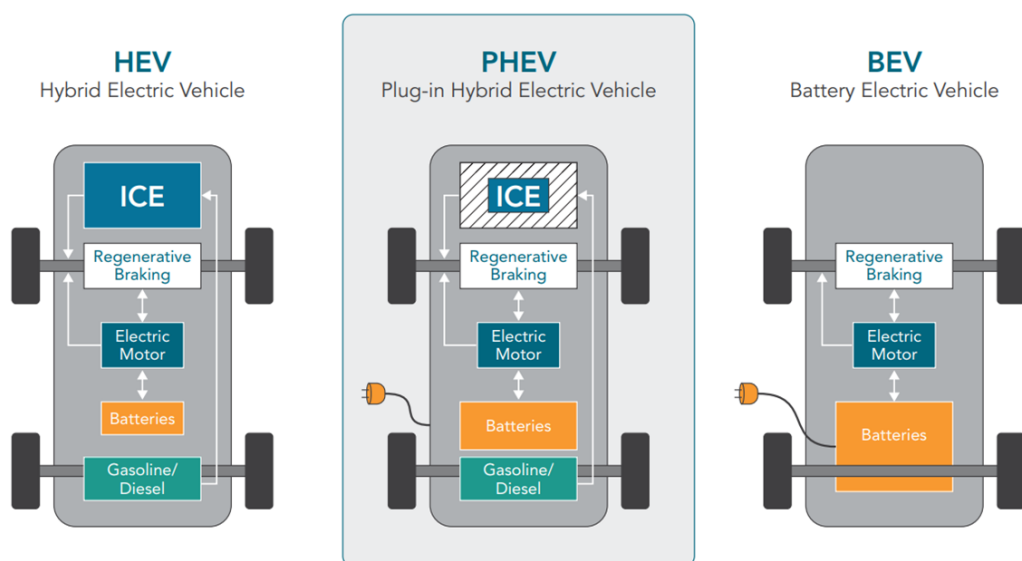 HEV
Hybrid Electric Vehicle
ICE
Regenerative
Braking
Electric
Motor
Batteries
Gasoline/
Diesel
PHEV
Plug-in Hybrid Electric Vehicle
ICE
Regenerative
Braking
Electric
Motor
Batteries
Gasoline/
Diesel
BEV
Battery Electric Vehicle
Regenerative
Braking
Electric
Motor
Batteries